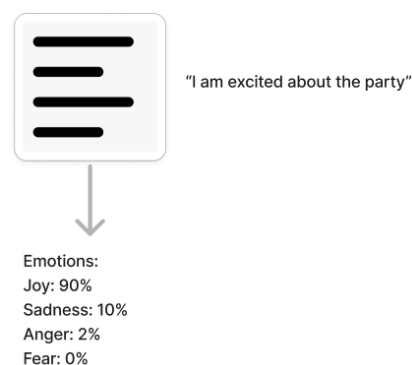 “I am excited about the party”
Emotions:
Joy: 90%
Sadness: 10%
Anger: 2%
Fear: 0%